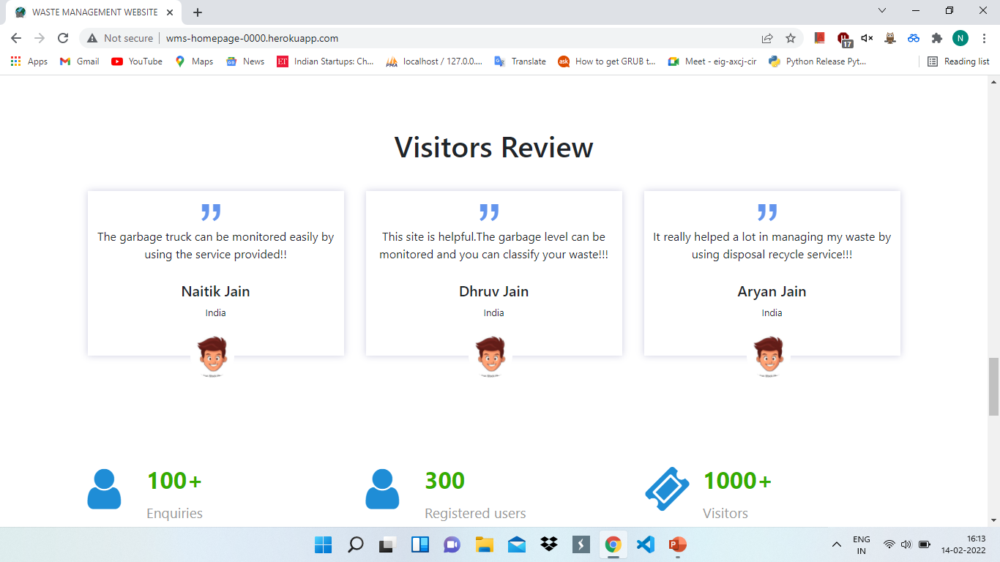 WASTE MANAGEMENT WEBSITE
Not secure
wms-homepage-0000.herokuapp.com
17
N
Apps
Gmail
YouTube
Maps
News
ET
Indian Startups: Ch...
PMA
localhost / 127.0.0....
Translate
ask
How to get GRUB t...
Meet - eig-axcj-cir
Python Release Pyt...
Reading list
Visitors Review
The garbage truck can be monitored easily by
using the service provided!!
Naitik Jain
India
This site is helpful.The garbage level can be
monitored and you can classify your waste!!!
Dhruv Jain
India
It really helped a lot in managing my waste by
using disposal recycle service!!!
Aryan Jain
India
100+
Enquiries
300
Registered users
1000+
Visitors
ENG
IN
16:13
14-02-2022